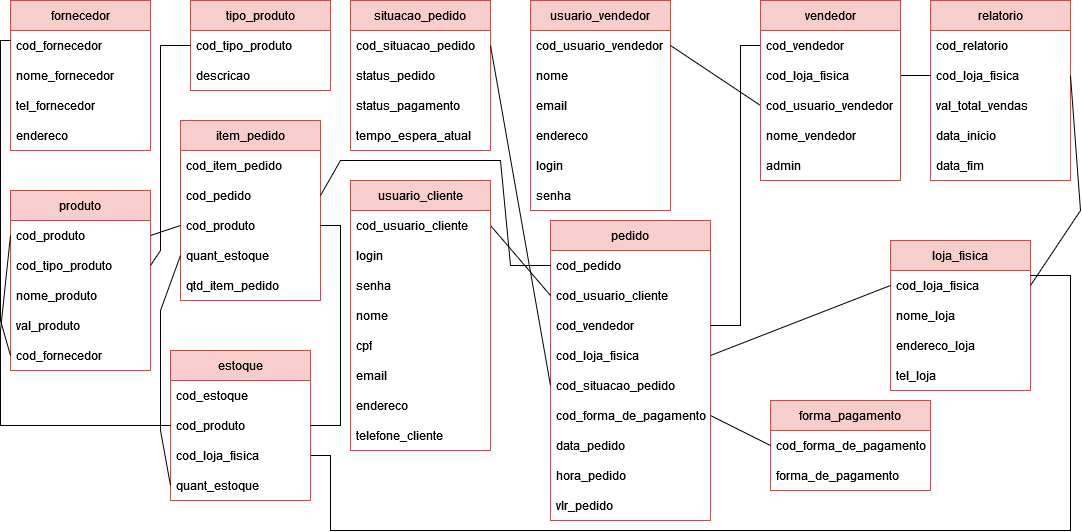 fornecedor
cod_fornecedor
nome_fornecedor
tel_fornecedor
endereco
tipo_produto
cod_tipo_produto
descricao
situacao_pedido
cod_situacao_pedido
status_pedido
status_pagamento
tempo_espera_atual
usuario_vendedor
cod_usuario_vendedor
nome
email
endereco
login
senha
vendedor
cod_vendedor
cod_loja_fisica
cod_usuario_vendedor
nome_vendedor
admin
relatorio
cod_relatorio
cod_loja_fisica
val_total_vendas
data_inicio
data_fim
item_pedido
cod_item_pedido
cod_pedido
cod_produto
quant_estoque
qtd_item_pedido
produto
cod_produto
cod_tipo_produto
nome_produto
val_produto
cod_fornecedor
usuario_cliente
cod_usuario_cliente
login
senha
nome
cpf
email
endereco
telefone_cliente
pedido
cod_pedido
cod_usuario_cliente
cod_vendedor
cod_loja_fisica
cod_situacao_pedido
cod_forma_de_pagamento
data_pedido
hora_pedido
vlr_pedido
loja_fisica
cod_loja_fisica
nome_loja
endereco_loja
tel_loja
estoque
cod_estoque
cod_produto
cod_loja_fisica
quant_estoque
forma_pagamento
cod_forma_de_pagamento
forma_de_pagamento